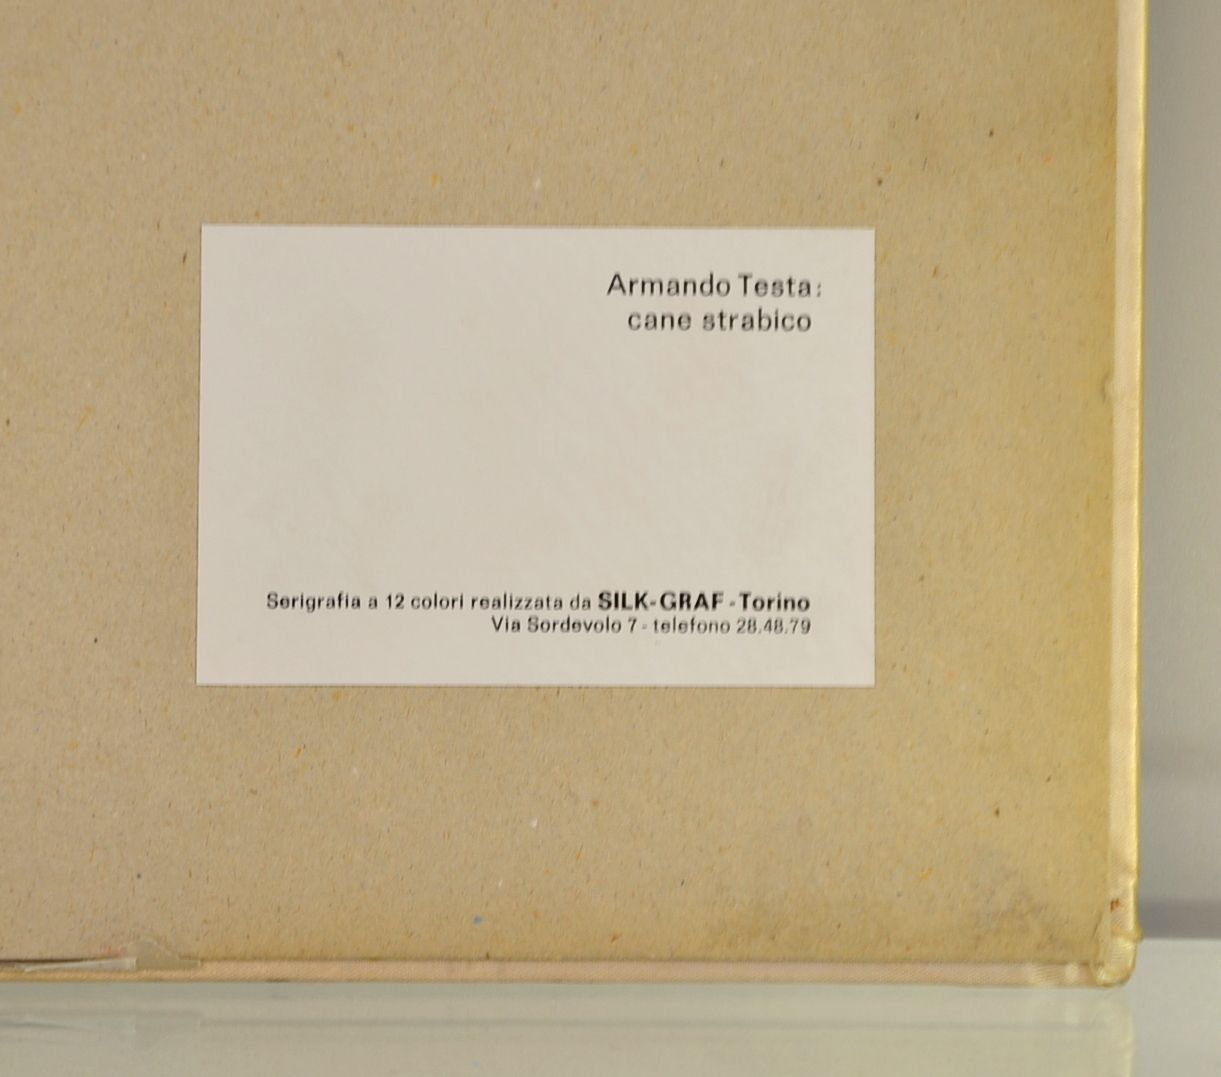 Armando Testa:
cane strabico
Serigrafia a 12 colori realizzata da SILK-GRAF - Torino
Via Sordevolo 7 - telefono 28.48.79